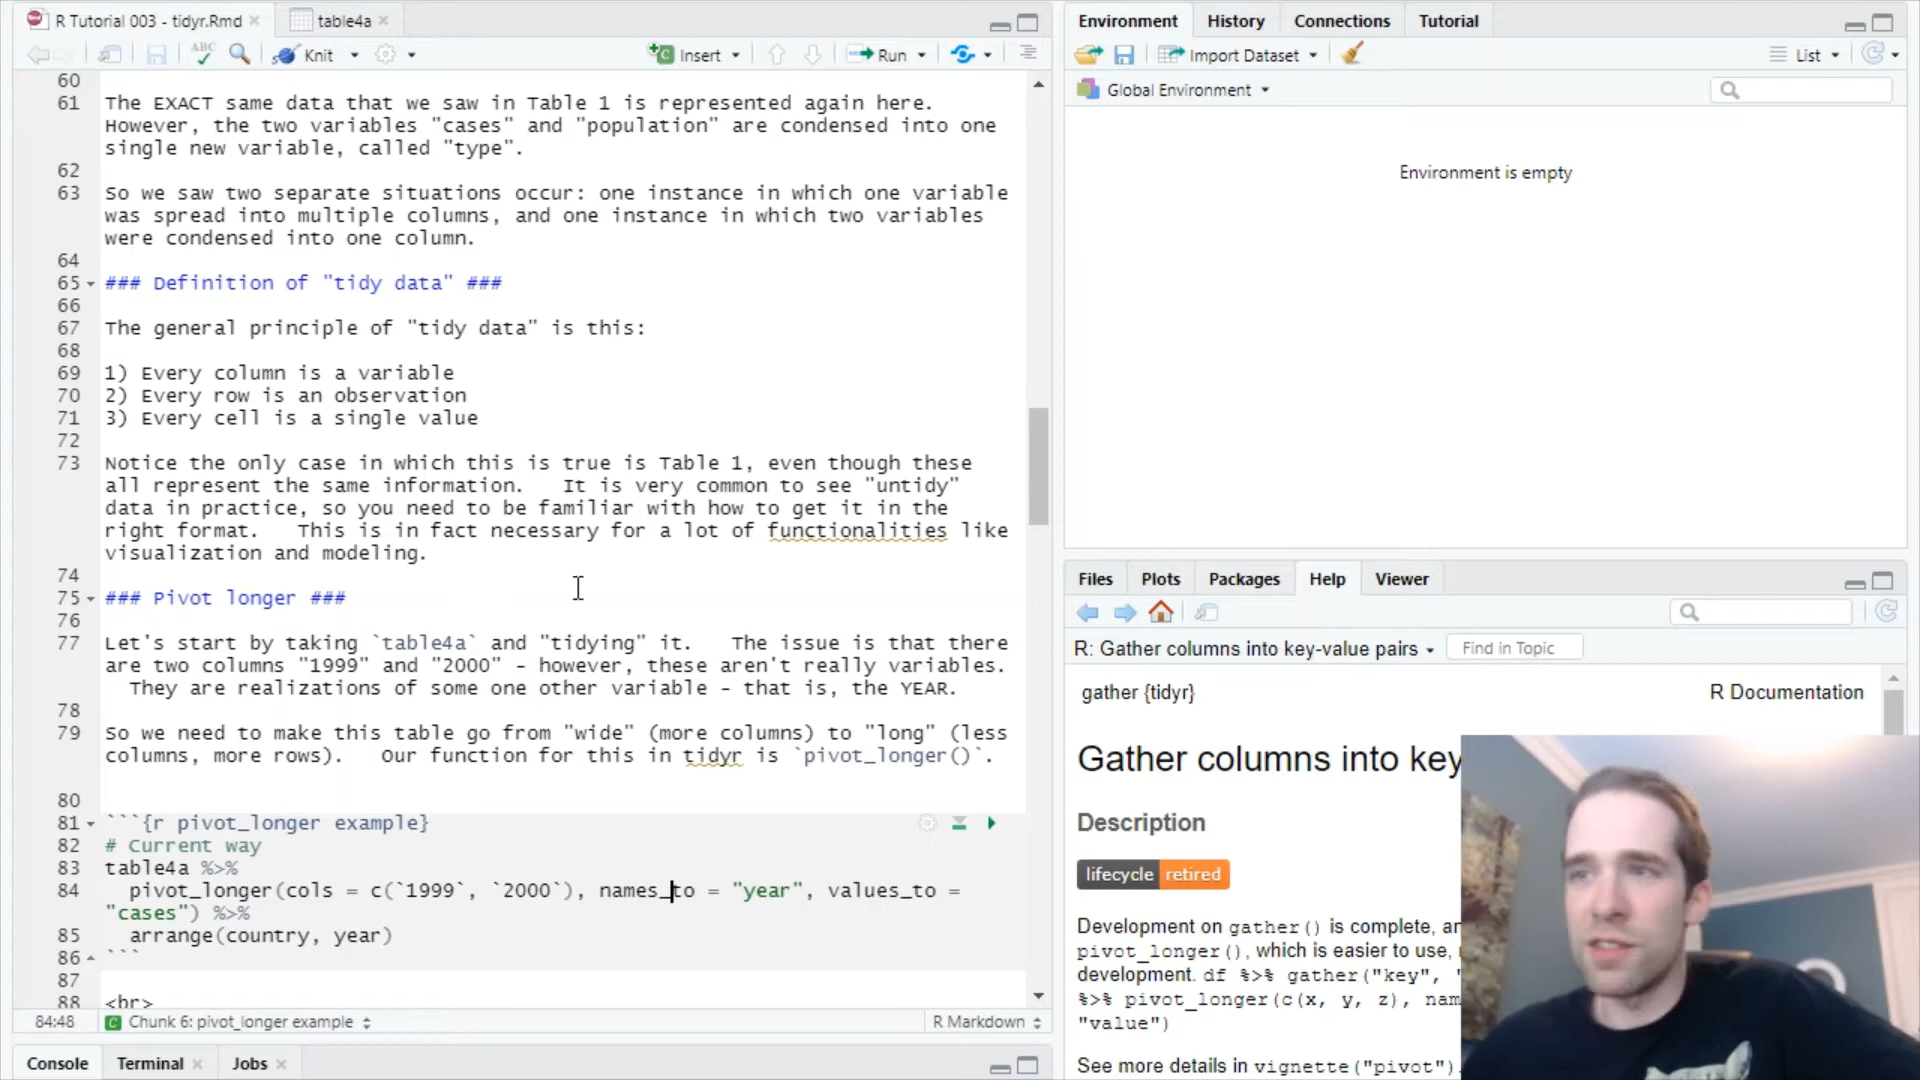 R Tutorial 003 - tidyr.Rmd
table4a
ABC
Knit
Insert
Run
60
61 The EXACT same data that we saw in Table 1 is represented again here.
However, the two variables "cases" and "population" are condensed into one
single new variable, called "type".
62
63 So we saw two separate situations occur: one instance in which one variable
was spread into multiple columns, and one instance in which two variables
were condensed into one column.
64
65 ### Definition of "tidy data" ###
66
67 The general principle of "tidy data" is this:
68
69 1) Every column is a variable
70 2) Every row is an observation
71 3) Every cell is a single value
72
73 Notice the only case in which this is true is Table 1, even though these
all represent the same information.   It is very common to see "untidy"
data in practice, so you need to be familiar with how to get it in the
right format.   This is in fact necessary for a lot of functionalities like
visualization and modeling.
74
75 ### Pivot longer ###
76
77 Let's start by taking `table4a` and "tidying" it.   The issue is that there
are two columns "1999" and "2000" - however, these aren't really variables.
They are realizations of some one other variable - that is, the YEAR.
78
79 So we need to make this table go from "wide" (more columns) to "long" (less
columns, more rows).   Our function for this in tidyr is `pivot_longer()`.
80
81 ```{r pivot_longer example}
82 # Current way
83 table4a %>%
84   pivot_longer(cols = c(`1999`, `2000`), names_to = "year", values_to =
"cases") %>%
85   arrange(country, year)
86 ```
87
88 <br>
84:48 Chunk 6: pivot_longer example R Markdown
Console Terminal Jobs
Environment History Connections Tutorial
Import Dataset List
Global Environment
Environment is empty
Files Plots Packages Help Viewer
R: Gather columns into key-value pairs Find in Topic
gather {tidyr} R Documentation
Gather columns into key
Description
lifecycle retired
Development on gather() is complete, an
pivot_longer(), which is easier to use,
development. df %>% gather("key", "
%>% pivot_longer(c(x, y, z), nam
"value")
See more details in vignette("pivot").